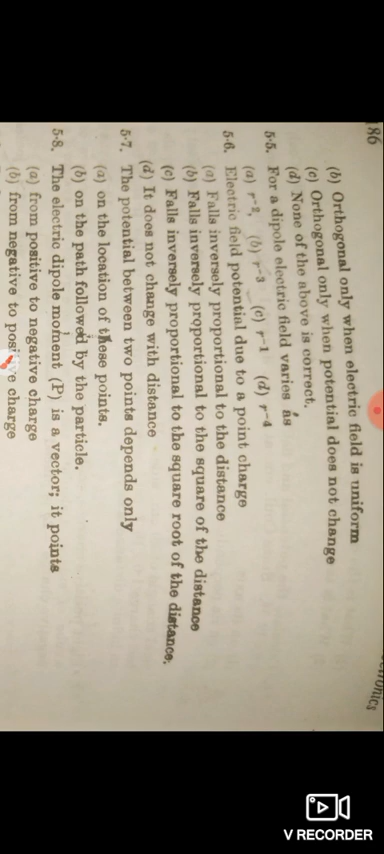 86
(b) Orthogonal only when electric field is uniform
(c) Orthogonal only when potential does not change
(d) None of the above is correct.
5·5. For a dipole electric field varies as
(a) r⁻², (b) r⁻³ (c) r⁻¹ (d) r⁻⁴
5·6. Electric field potential due to a point charge
(a) Falls inversely proportional to the distance
(b) Falls inversely proportional to the square of the distance
(c) Falls inversely proportional to the square root of the distance.
(d) It does not change with distance
5·7. The potential between two points depends only
(a) on the location of these points.
(b) on the path followed by the particle.
5·8. The electric dipole moment (P) is a vector; it points
(a) from positive to negative charge
(b) from negative to positive charge
V RECORDER